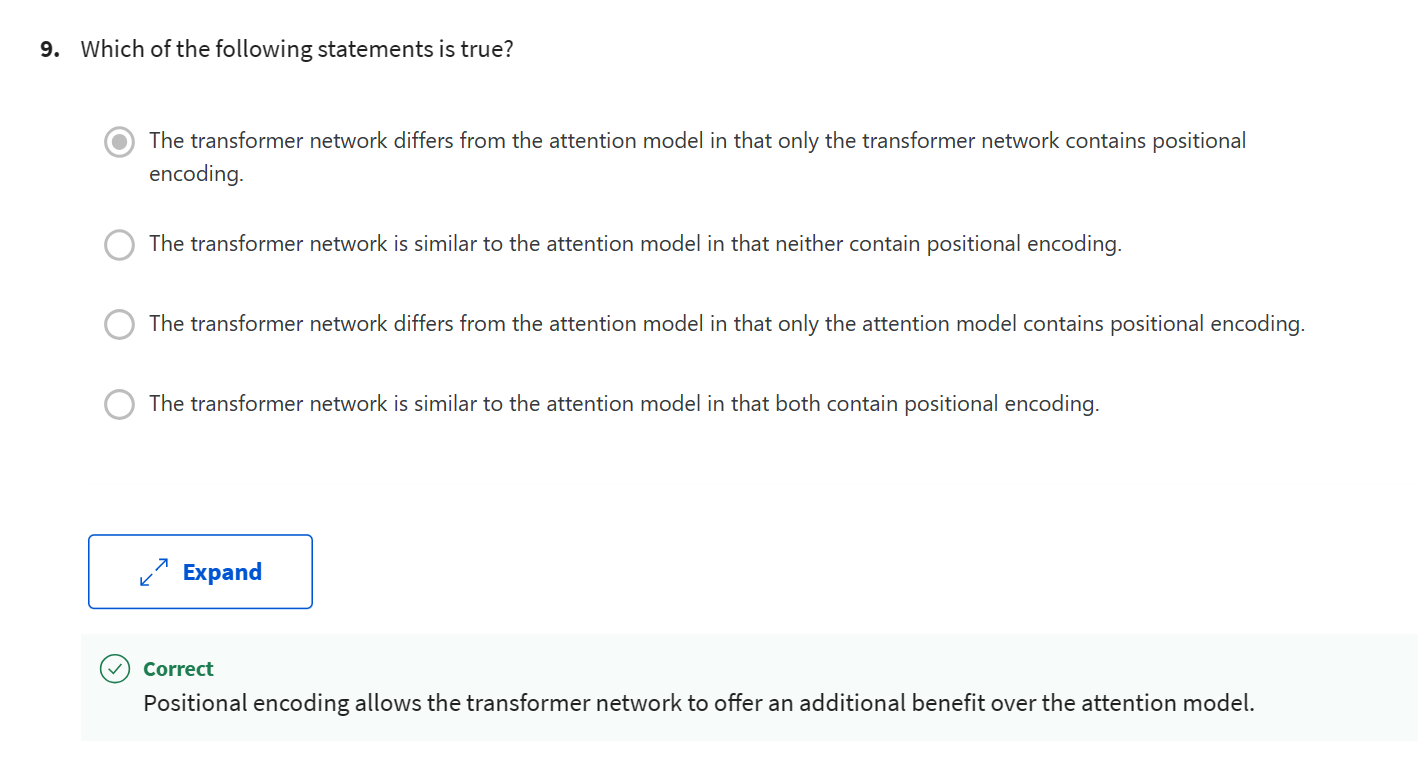 9. Which of the following statements is true?
The transformer network differs from the attention model in that only the transformer network contains positional
encoding.
The transformer network is similar to the attention model in that neither contain positional encoding.
The transformer network differs from the attention model in that only the attention model contains positional encoding.
The transformer network is similar to the attention model in that both contain positional encoding.
Expand
Correct
Positional encoding allows the transformer network to offer an additional benefit over the attention model.